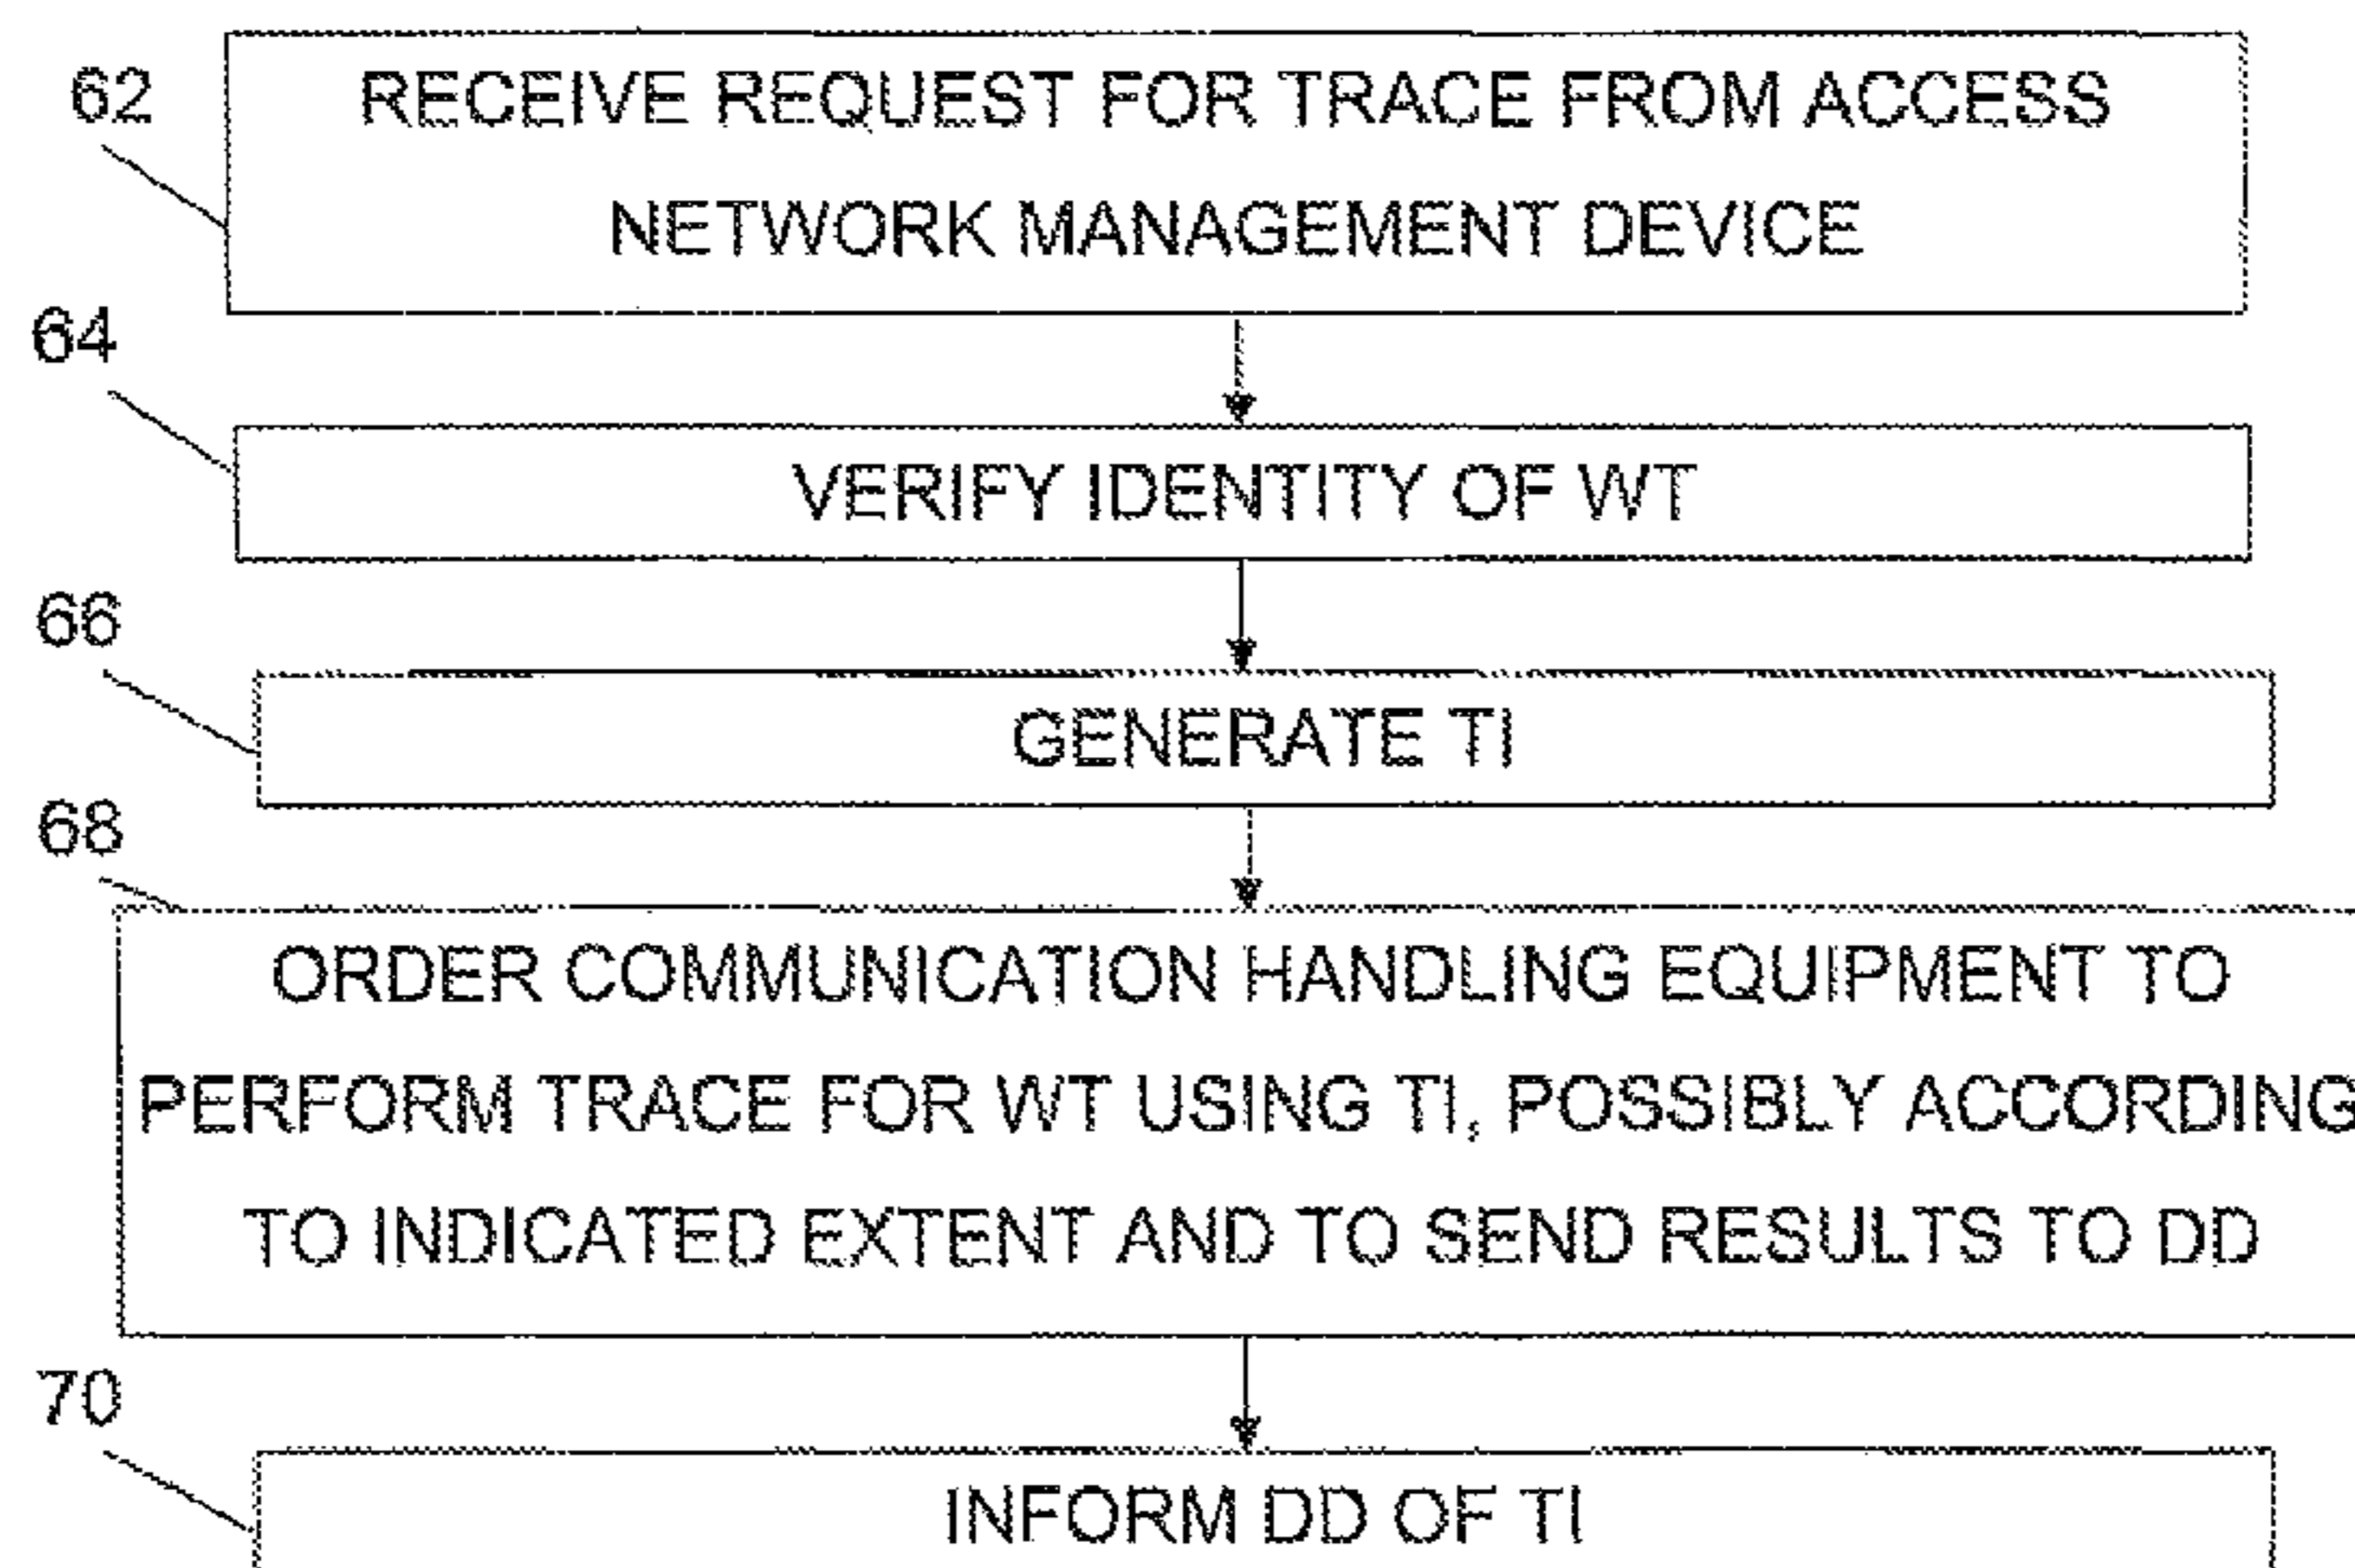 62
RECEIVE REQUEST FOR TRACE FROM ACCESS
NETWORK MANAGEMENT DEVICE
64
VERIFY IDENTITY OF WT
66
GENERATE TI
68
ORDER COMMUNICATION HANDLING EQUIPMENT TO
PERFORM TRACE FOR WT USING TI, POSSIBLY ACCORDING
TO INDICATED EXTENT AND TO SEND RESULTS TO DD
70
INFORM DD OF TI